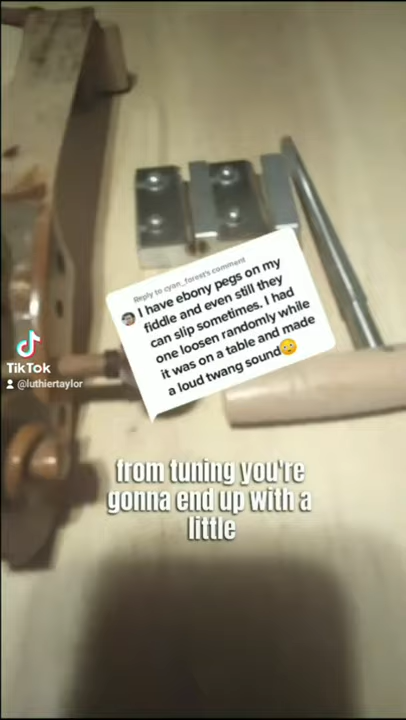 Reply to cyan_forest's comment
I have ebony pegs on my
fiddle and even still they
can slip sometimes. I had
one loosen randomly while
it was on a table and made
a loud twang sound😳
TikTok
@luthiertaylor
from tuning you're
gonna end up with a
little